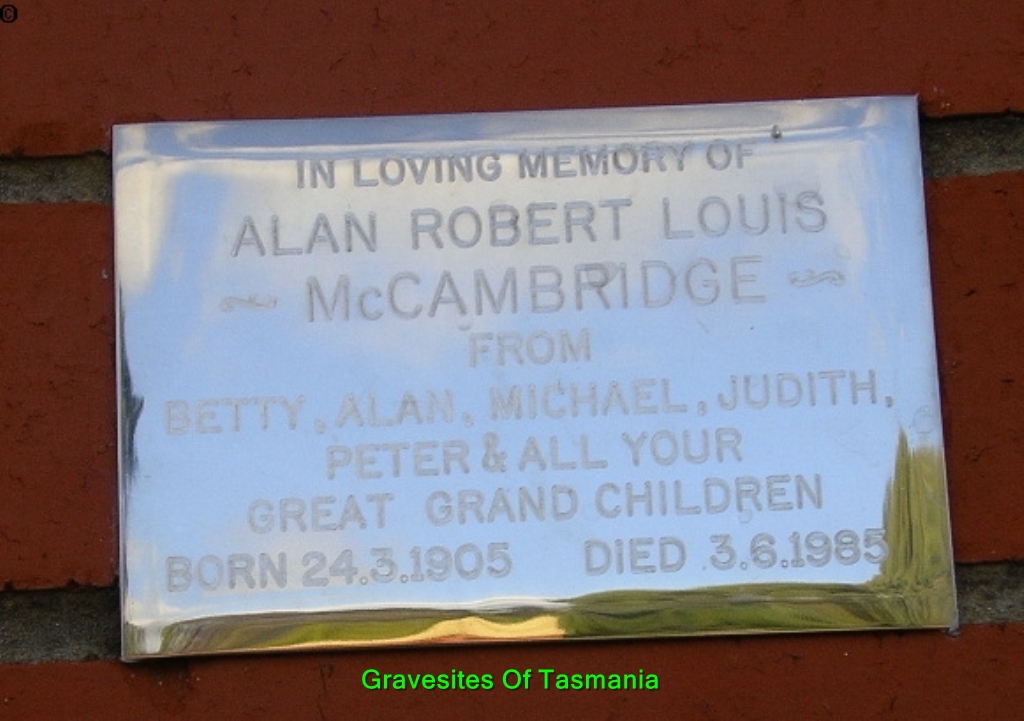 ©
IN LOVING MEMORY OF
ALAN ROBERT LOUIS
~ McCAMBRIDGE ~
FROM
BETTY, ALAN, MICHAEL, JUDITH,
PETER & ALL YOUR
GREAT GRAND CHILDREN
BORN 24.3.1905 DIED 3.6.1985
Gravesites Of Tasmania